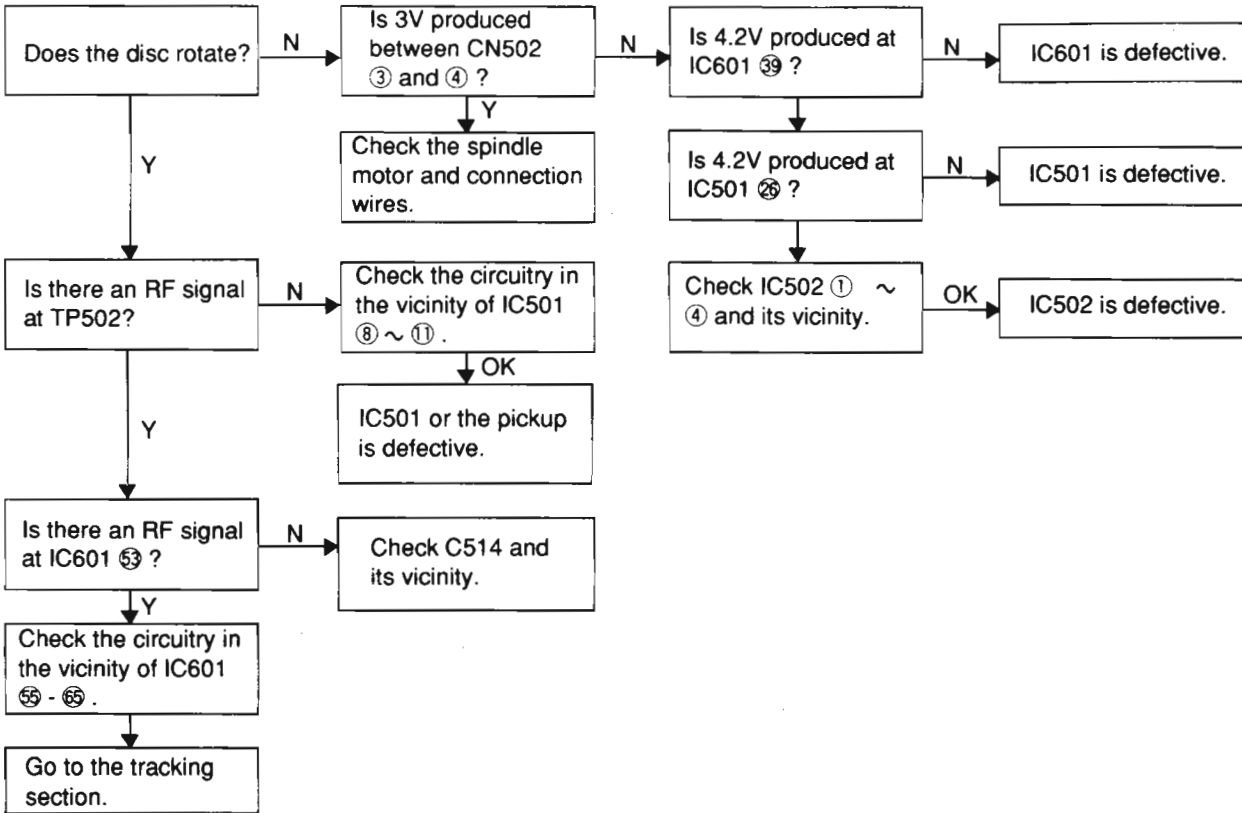 Does the disc rotate?
N
Is 3V produced
between CN502
③ and ④ ?
N
Is 4.2V produced at
IC601 ㊴ ?
N
IC601 is defective.
Y
Y
Check the spindle
motor and connection
wires.
Is 4.2V produced at
IC501 ㉖ ?
N
IC501 is defective.
Is there an RF signal
at TP502?
N
Check the circuitry in
the vicinity of IC501
⑧ ~ ⑪ .
Check IC502 ① ~
④ and its vicinity.
OK
IC502 is defective.
OK
IC501 or the pickup
is defective.
Y
Is there an RF signal
at IC601 53 ?
N
Check C514 and
its vicinity.
Y
Check the circuitry in
the vicinity of IC601
55 - 65 .
Go to the tracking
section.